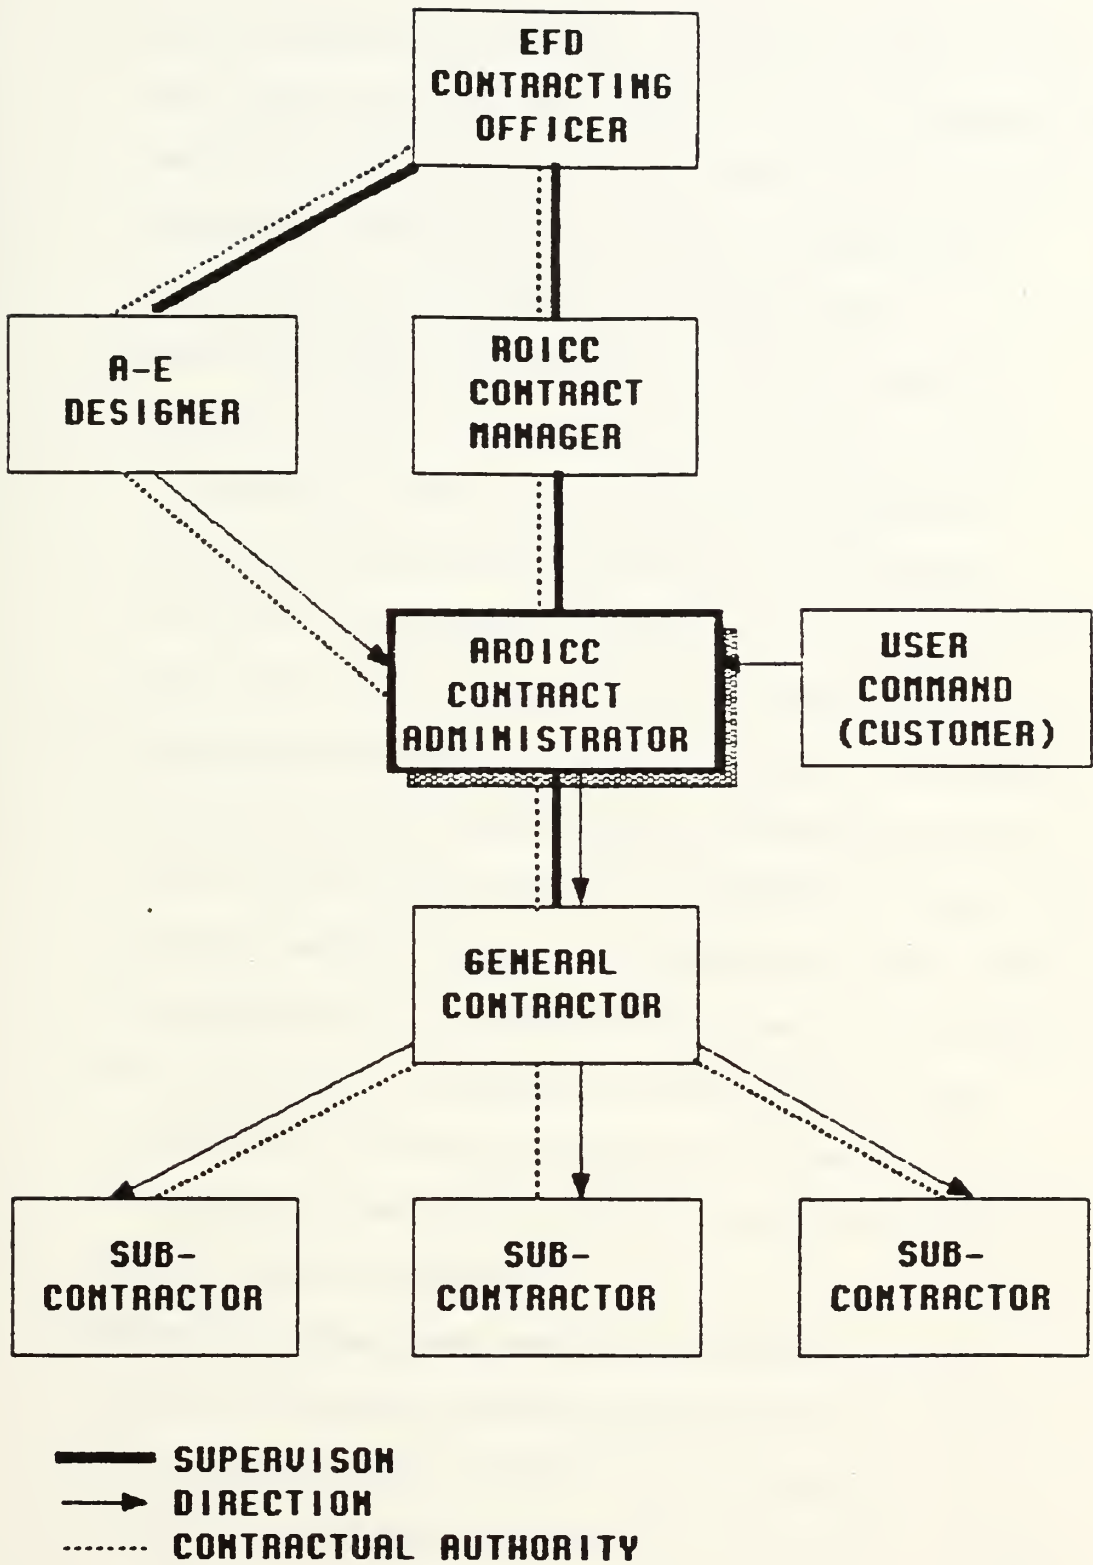 EFD
CONTRACTING
OFFICER
A-E
DESIGNER
ROICC
CONTRACT
MANAGER
AROICC
CONTRACT
ADMINISTRATOR
USER
COMMAND
(CUSTOMER)
GENERAL
CONTRACTOR
SUB-
CONTRACTOR
SUB-
CONTRACTOR
SUB-
CONTRACTOR
SUPERVISON
DIRECTION
CONTRACTUAL AUTHORITY